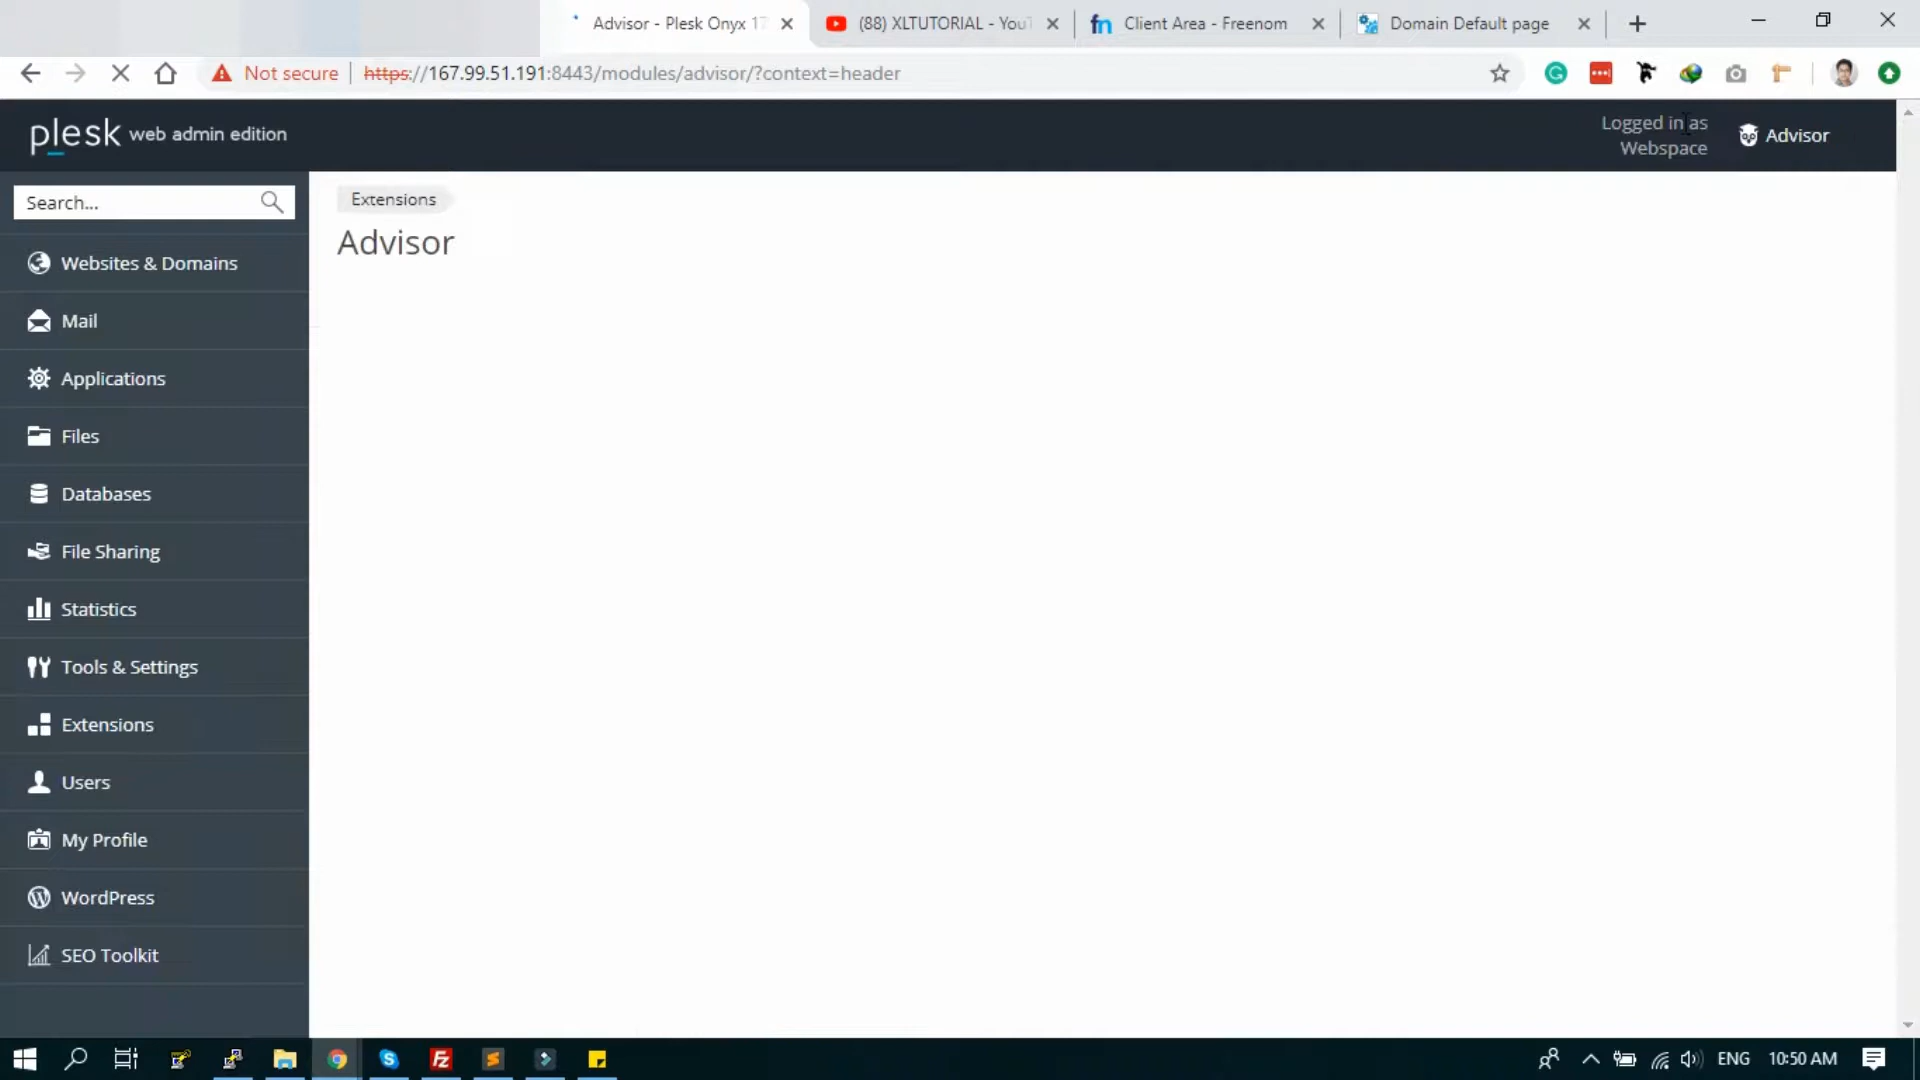 Advisor - Plesk Onyx 17
(88) XLTUTORIAL - YouT
Client Area - Freenom
Domain Default page
Not secure
https://167.99.51.191:8443/modules/advisor/?context=header
plesk web admin edition
Logged in as
Webspace
Advisor
Search...
Extensions
Advisor
Websites & Domains
Mail
Applications
Files
Databases
File Sharing
Statistics
Tools & Settings
Extensions
Users
My Profile
WordPress
SEO Toolkit
ENG
10:50 AM